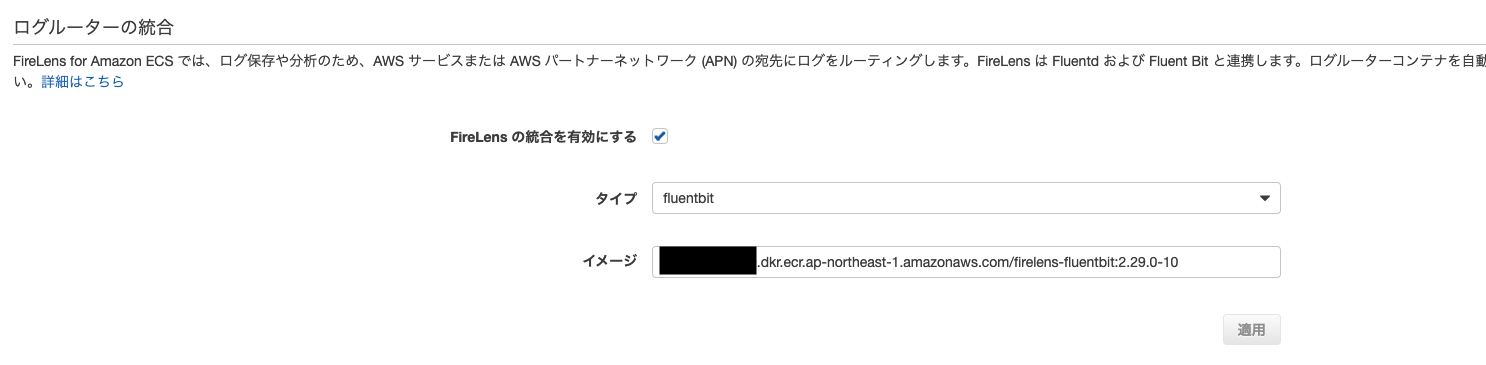 ログルーターの統合
FireLens for Amazon ECS では、ログ保存や分析のため、AWS サービスまたは AWS パートナーネットワーク (APN) の宛先にログをルーティングします。FireLens は Fluentd および Fluent Bit と連携します。ログルーターコンテナを自動
い。詳細はこちら
FireLens の統合を有効にする
タイプ fluentbit
イメージ .dkr.ecr.ap-northeast-1.amazonaws.com/firelens-fluentbit:2.29.0-10
適用